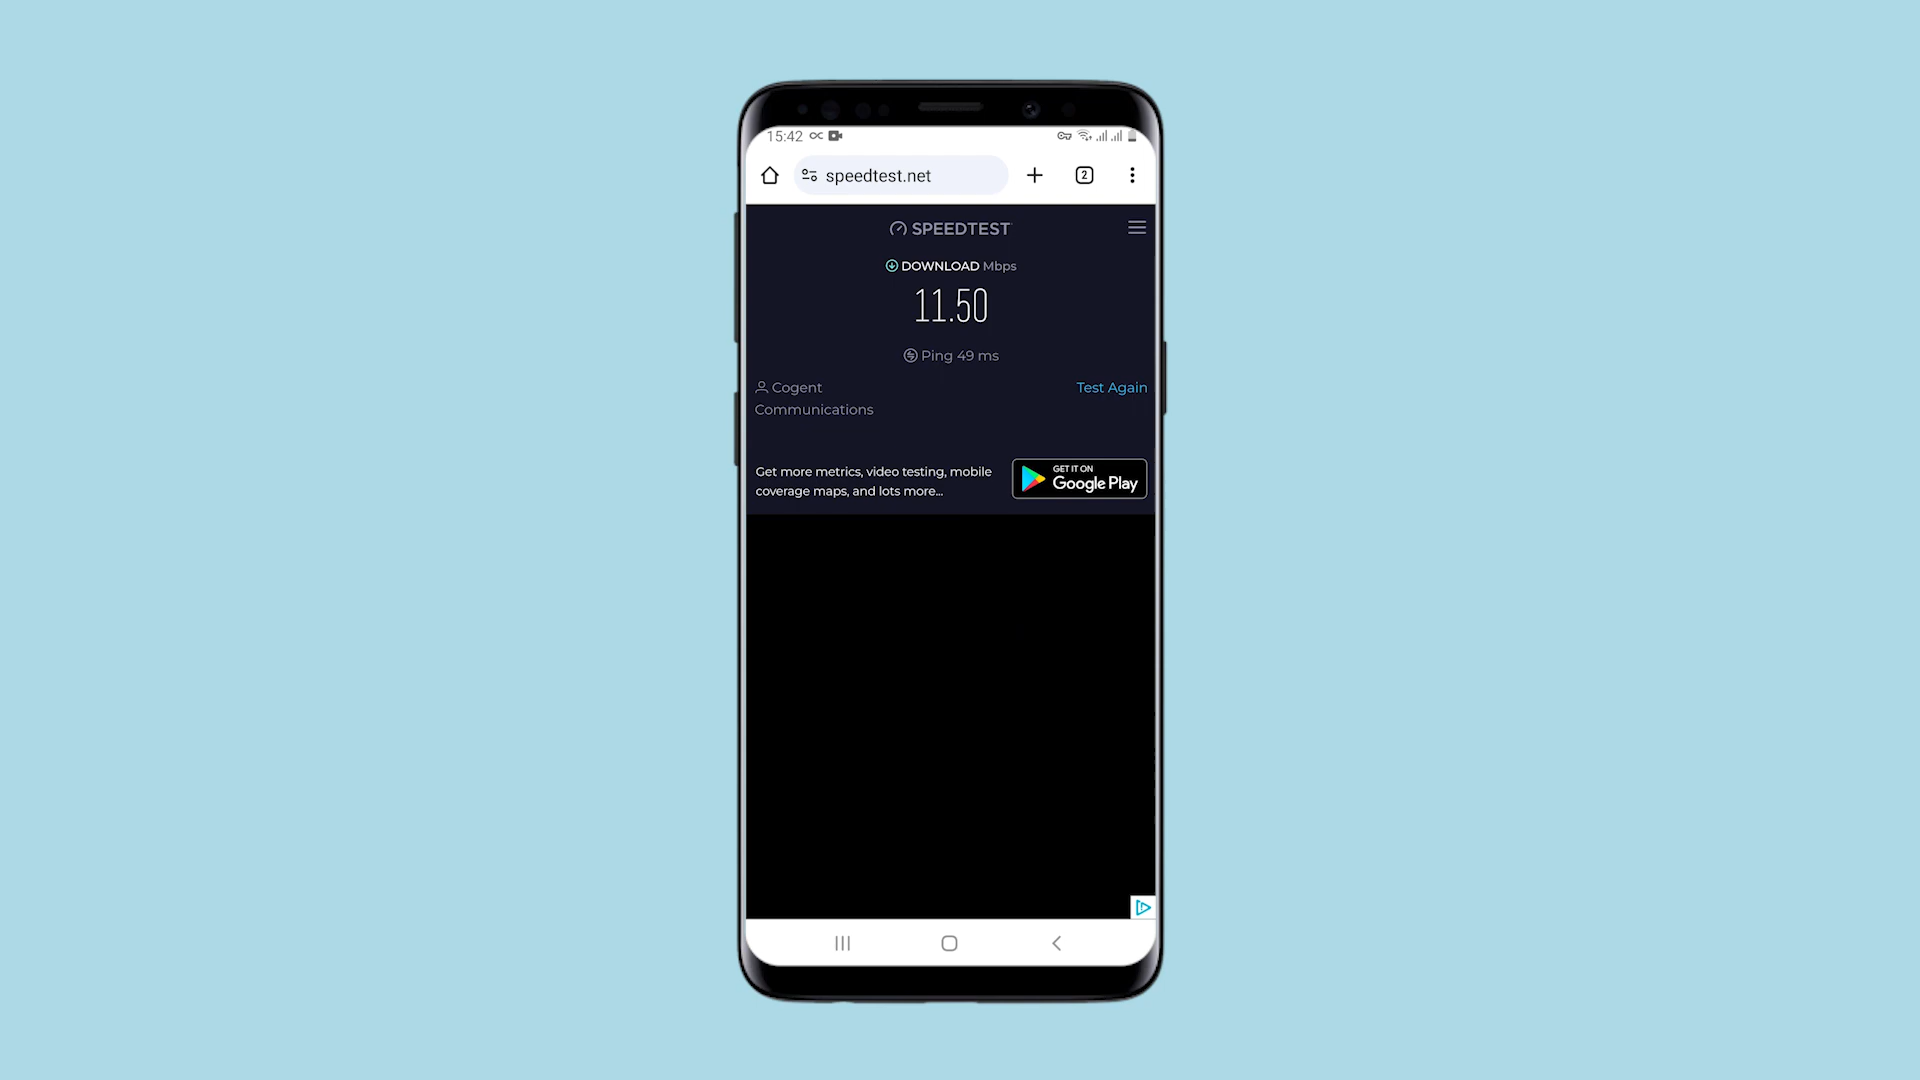 15:42
speedtest.net
2
SPEEDTEST
DOWNLOAD Mbps
11.50
Ping 49 ms
Cogent
Communications
Test Again
Get more metrics, video testing, mobile
coverage maps, and lots more...
GET IT ON
Google Play